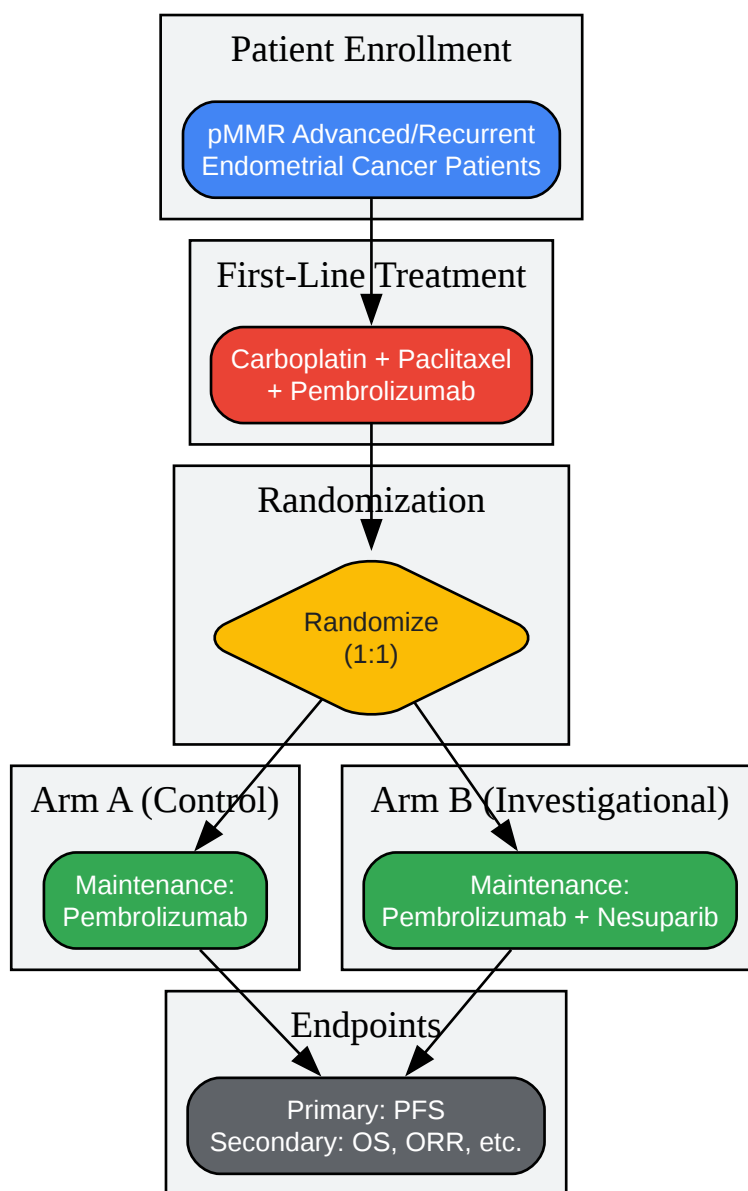 Patient Enrollment
pMMR Advanced/Recurrent
Endometrial Cancer Patients
First-Line Treatment
Carboplatin + Paclitaxel
+ Pembrolizumab
Randomization
Randomize
(1:1)
Arm A (Control)
Maintenance:
Pembrolizumab
Arm B (Investigational)
Maintenance:
Pembrolizumab + Nesuparib
Endpoints
Primary: PFS
Secondary: OS, ORR, etc.